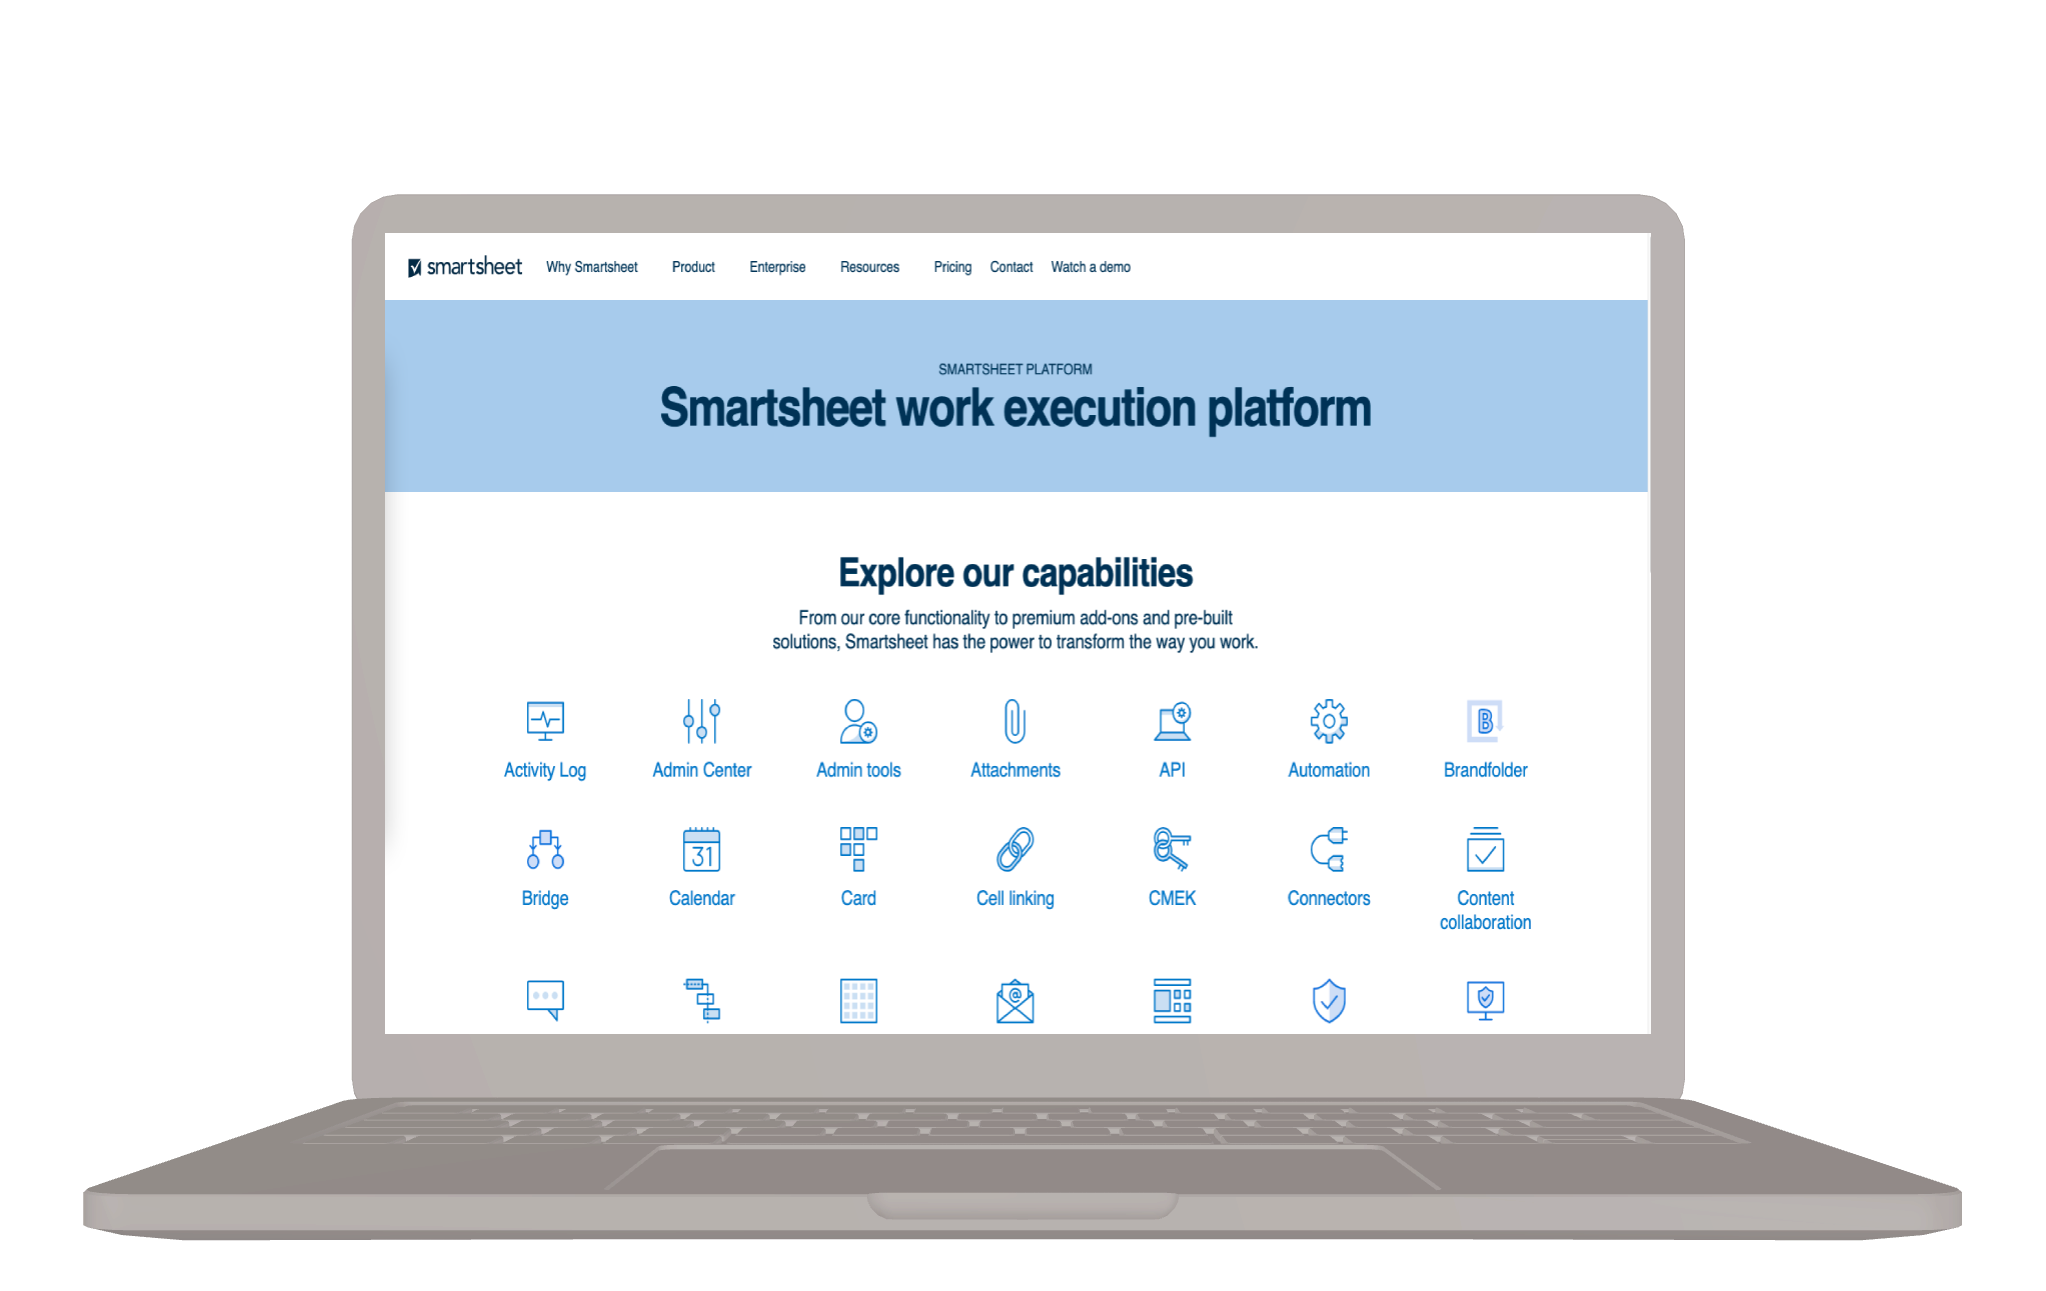 smartsheet Why Smartsheet Product Enterprise Resources Pricing Contact Watch a demo
SMARTSHEET PLATFORM
Smartsheet work execution platform
Explore our capabilities
From our core functionality to premium add-ons and pre-built
solutions, Smartsheet has the power to transform the way you work.
B
Activity Log Admin Center Admin tools Attachments API Automation Brandfolder
31
Bridge Calendar Card Cell linking CMEK Connectors Content
collaboration
@